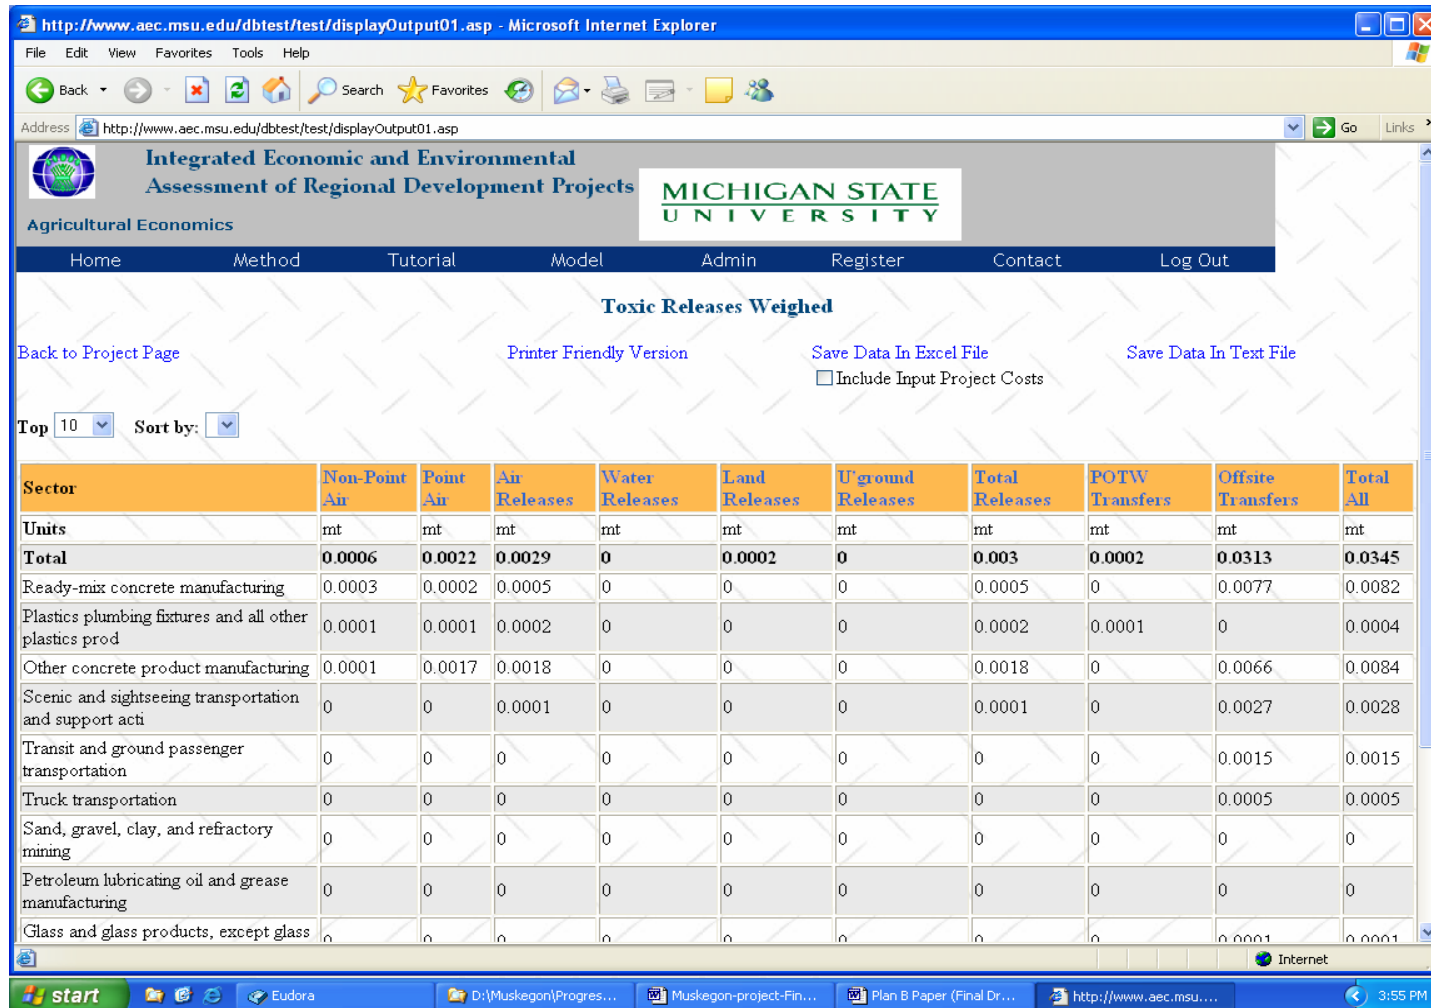 http://www.aec.msu.edu/dbtest/test/displayOutput01.asp - Microsoft Internet Explorer
File Edit View Favorites Tools Help
Back Search Favorites
Address http://www.aec.msu.edu/dbtest/test/displayOutput01.asp Go Links
Integrated Economic and Environmental
Assessment of Regional Development Projects
MICHIGAN STATE
UNIVERSITY
Agricultural Economics
Home Method Tutorial Model Admin Register Contact Log Out
Toxic Releases Weighed
Back to Project Page Printer Friendly Version Save Data In Excel File Save Data In Text File
Include Input Project Costs
Top 10 Sort by:
Sector Non-Point Air Point Air Air Releases Water Releases Land Releases U'ground Releases Total Releases POTW Transfers Offsite Transfers Total All
Units mt mt mt mt mt mt mt mt mt mt
Total 0.0006 0.0022 0.0029 0 0.0002 0 0.003 0.0002 0.0313 0.0345
Ready-mix concrete manufacturing 0.0003 0.0002 0.0005 0 0 0 0.0005 0 0.0077 0.0082
Plastics plumbing fixtures and all other plastics prod 0.0001 0.0001 0.0002 0 0 0 0.0002 0.0001 0 0.0004
Other concrete product manufacturing 0.0001 0.0017 0.0018 0 0 0 0.0018 0 0.0066 0.0084
Scenic and sightseeing transportation and support acti 0 0 0.0001 0 0 0 0.0001 0 0.0027 0.0028
Transit and ground passenger transportation 0 0 0 0 0 0 0 0 0.0015 0.0015
Truck transportation 0 0 0 0 0 0 0 0 0.0005 0.0005
Sand, gravel, clay, and refractory mining 0 0 0 0 0 0 0 0 0 0
Petroleum lubricating oil and grease manufacturing 0 0 0 0 0 0 0 0 0 0
Glass and glass products, except glass 0 0 0 0 0 0 0 0 0.0001 0.0001
Internet
start Eudora D:\Muskegon\Progres... Muskegon-project-Fin... Plan B Paper (Final Dr... http://www.aec.msu.... 3:55 PM